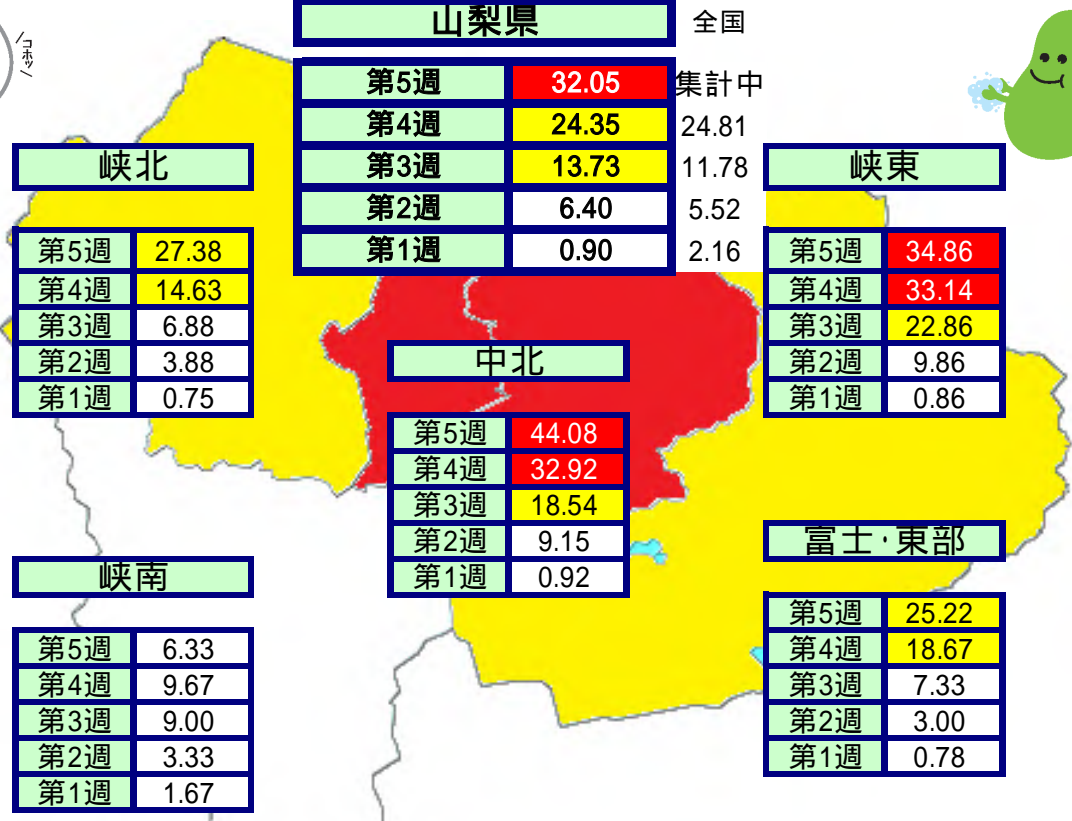 山梨県 全国
第5週 32.05 集計中
第4週 24.35 24.81
第3週 13.73 11.78
第2週 6.40 5.52
第1週 0.90 2.16
コホッ
峡北
第5週 27.38
第4週 14.63
第3週 6.88
第2週 3.88
第1週 0.75
峡東
第5週 34.86
第4週 33.14
第3週 22.86
第2週 9.86
第1週 0.86
中北
第5週 44.08
第4週 32.92
第3週 18.54
第2週 9.15
第1週 0.92
峡南
第5週 6.33
第4週 9.67
第3週 9.00
第2週 3.33
第1週 1.67
富士・東部
第5週 25.22
第4週 18.67
第3週 7.33
第2週 3.00
第1週 0.78